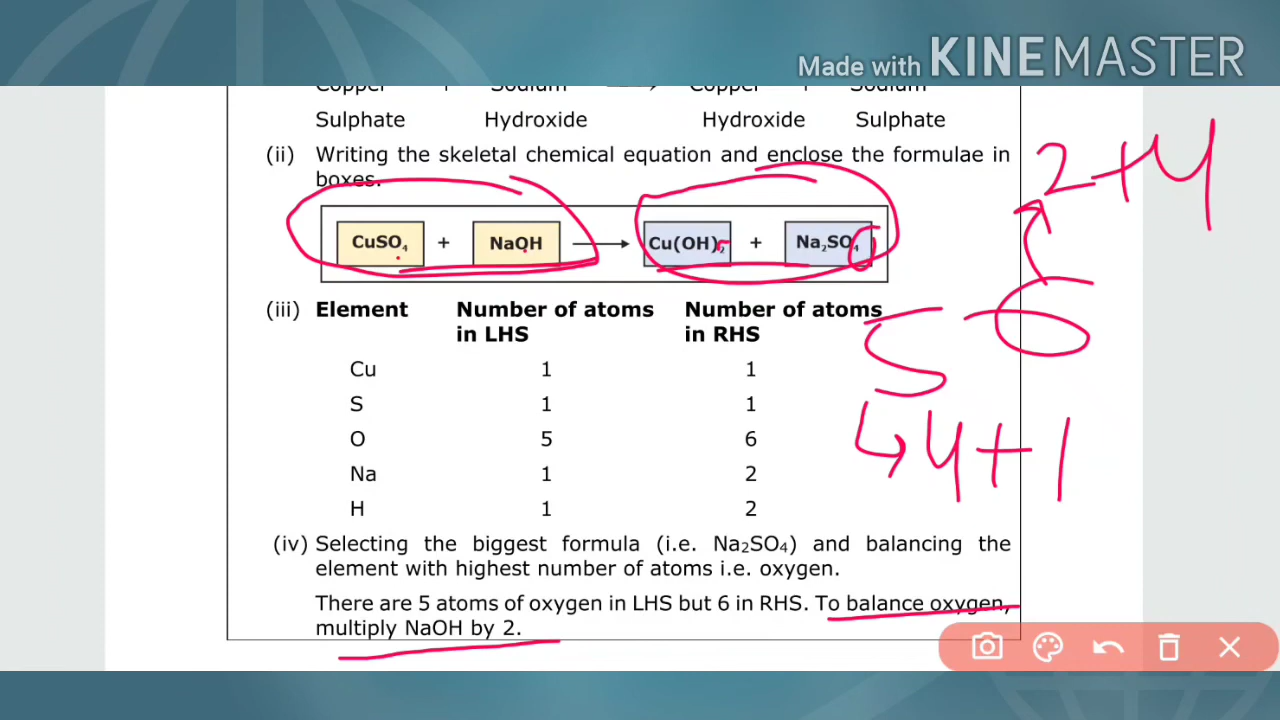 Made with KINEMASTER
Copper + Sodium → Copper + Sodium
Sulphate Hydroxide Hydroxide Sulphate
(ii) Writing the skeletal chemical equation and enclose the formulae in
boxes.
CuSO₄ + NaOH → Cu(OH)₂ + Na₂SO₄
(iii) Element Number of atoms in LHS Number of atoms in RHS
Cu 1 1
S 1 1
O 5 6
Na 1 2
H 1 2
(iv) Selecting the biggest formula (i.e. Na2SO4) and balancing the
element with highest number of atoms i.e. oxygen.
There are 5 atoms of oxygen in LHS but 6 in RHS. To balance oxygen,
multiply NaOH by 2.
2+4
5 - 6
↳ 4+1